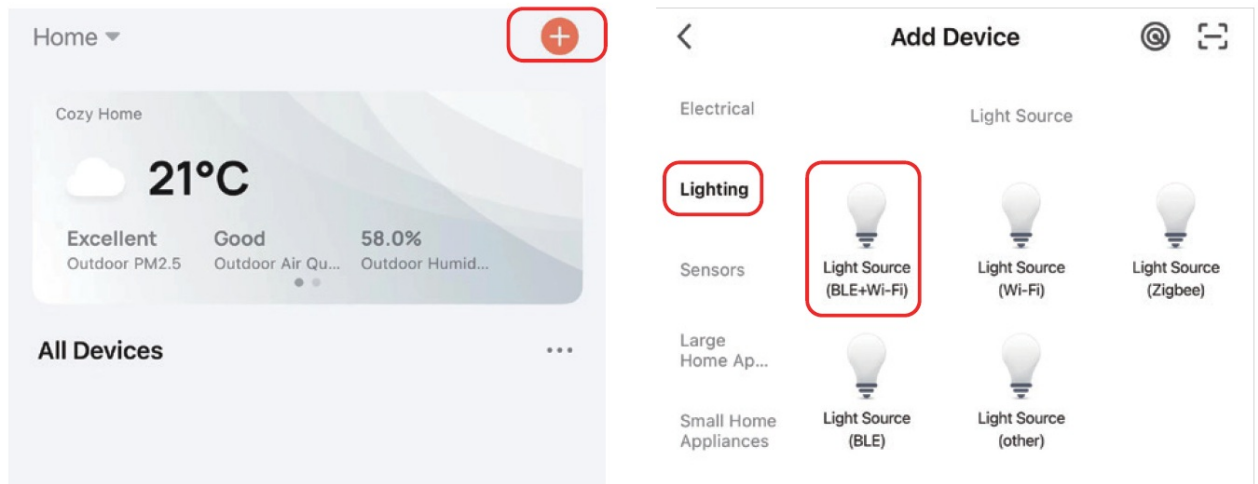 Home
Cozy Home
21°C
Excellent Good 58.0%
Outdoor PM2.5 Outdoor Air Qu... Outdoor Humid...
All Devices
Add Device
Electrical
Lighting
Sensors
Large
Home Ap...
Small Home
Appliances
Light Source
Light Source
(BLE+Wi-Fi)
Light Source
(Wi-Fi)
Light Source
(Zigbee)
Light Source
(BLE)
Light Source
(other)